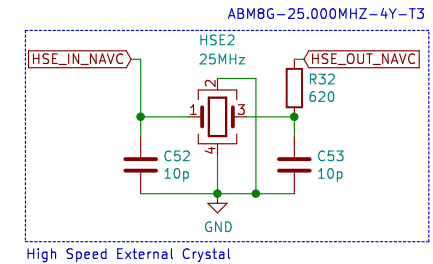 ABM8G-25.000MHZ-4Y-T3
HSE2
25MHz
HSE_IN_NAVC
HSE_OUT_NAVC
2
R32
620
1
3
4
C52
10p
C53
10p
GND
High Speed External Crystal